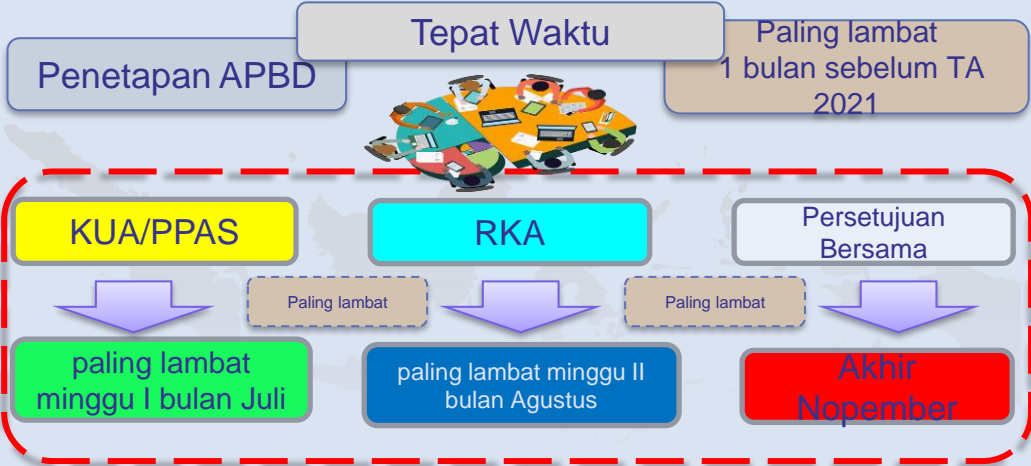 Tepat Waktu
Penetapan APBD
Paling lambat
1 bulan sebelum TA
2021
KUA/PPAS
RKA
Persetujuan
Bersama
Paling lambat
Paling lambat
paling lambat
minggu I bulan Juli
paling lambat minggu II
bulan Agustus
Akhir
Nopember